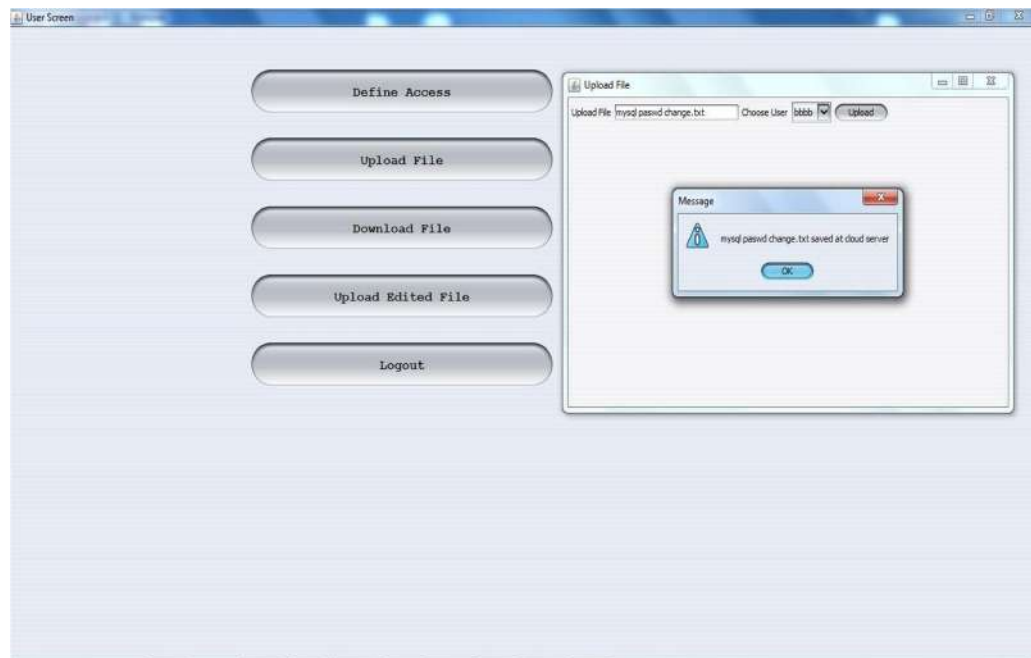 User Screen
Define Access
Upload File
Download File
Upload Edited File
Logout
Upload File
Upload File mysql paswd change.txt Choose User bbbb Upload
Message
mysql paswd change.txt saved at cloud server
OK